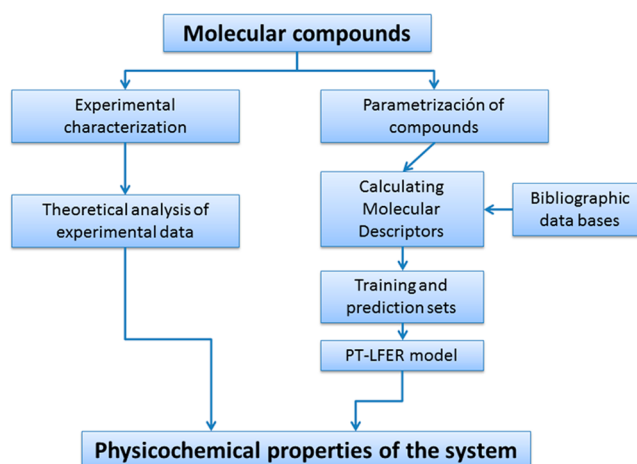 Molecular compounds
Experimental
characterization
Theoretical analysis of
experimental data
Parametrización of
compounds
Calculating
Molecular
Descriptors
Bibliographic
data bases
Training and
prediction sets
PT-LFER model
Physicochemical properties of the system